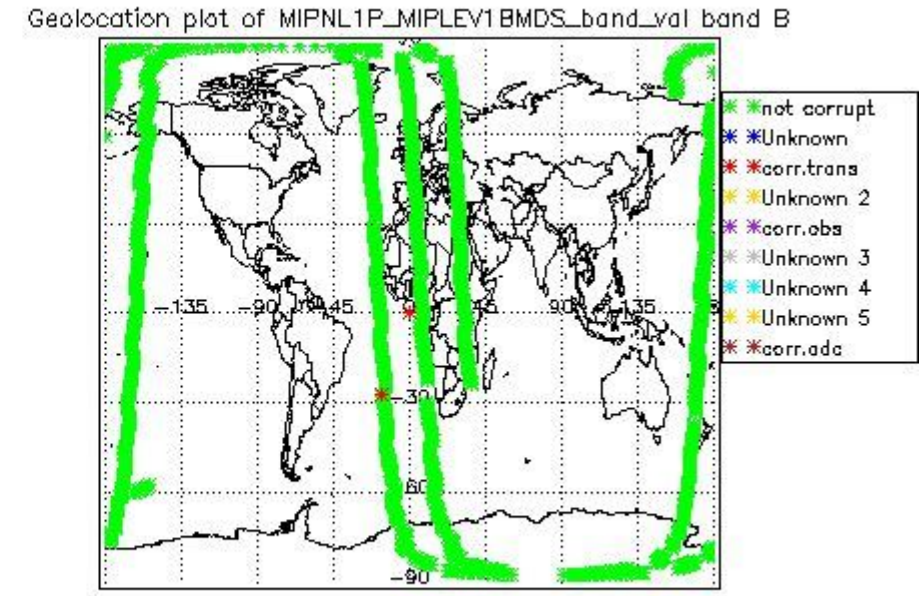 Geolocation plot of MIPNL1P_MIPLEV1BMDS_band_val band B
not corrupt
Unknown
corr.trans
Unknown 2
corr.obs
Unknown 3
Unknown 4
Unknown 5
corr.adc
-135 -90 -45 45 90 135
-30
-60
-90